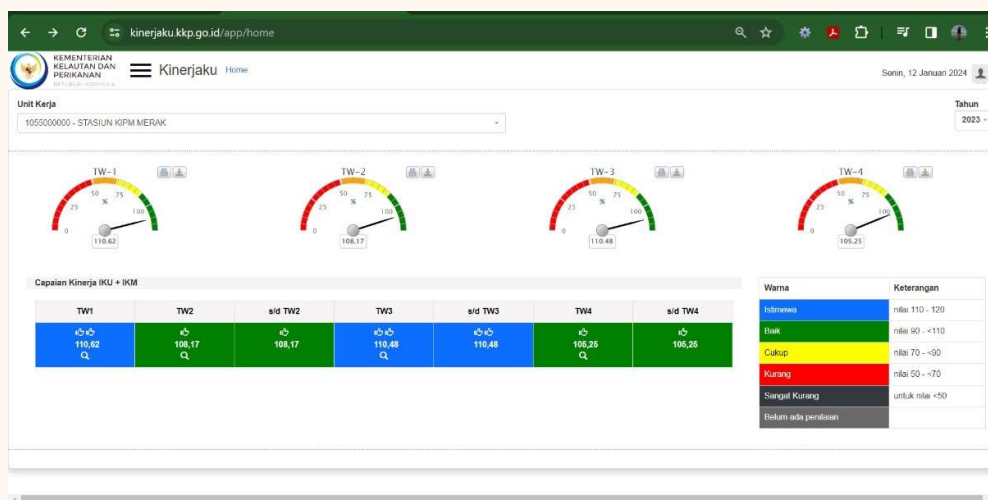 kinerjaku.kkp.go.id/app/home
KEMENTERIAN
KELAUTAN DAN
PERIKANAN
REPUBLIK INDONESIA
Kinerjaku Home
Senin, 12 Januari 2024
Unit Kerja
Tahun
1055000000 - STASIUN KIPM MERAK
2023
TW-1
0 25 50 75 100
%
110.62
TW-2
0 25 50 75 100
%
108.17
TW-3
0 25 50 75 100
%
110.48
TW-4
0 25 50 75 100
%
105.25
Capaian Kinerja IKU + IKM
TW1 TW2 s/d TW2 TW3 s/d TW3 TW4 s/d TW4
110,62 108,17 108,17 110,48 110,48 105,25 105,25
Warna Keterangan
Istimewa nilai 110 - 120
Baik nilai 90 - <110
Cukup nilai 70 - <90
Kurang nilai 50 - <70
Sangat Kurang untuk nilai <50
Belum ada penilaian